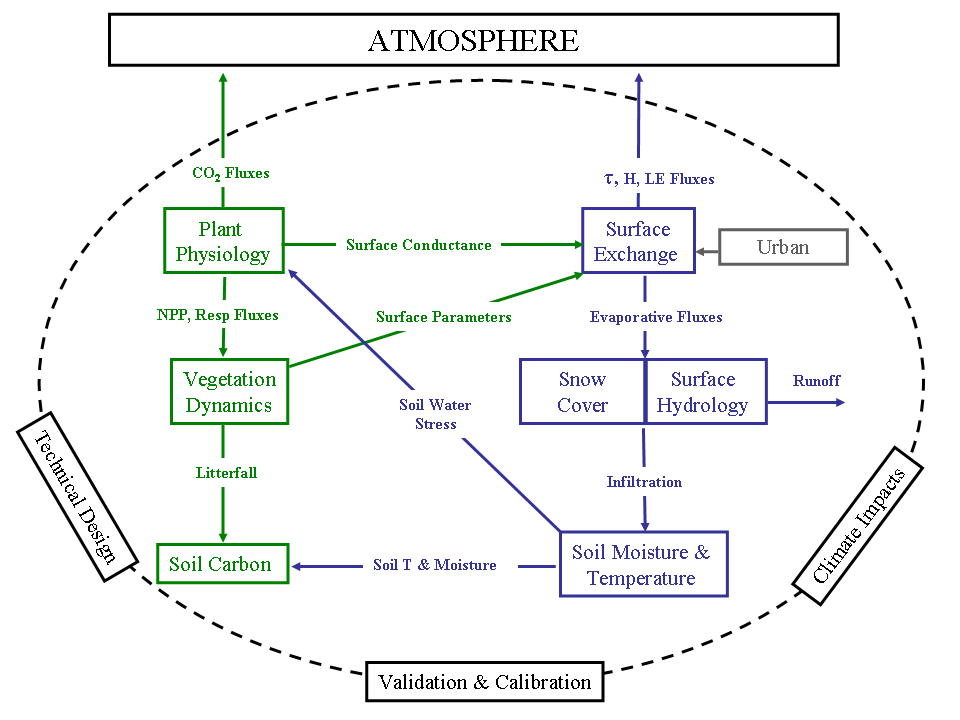 ATMOSPHERE
CO₂ Fluxes
τ, H, LE Fluxes
Plant
Physiology
Surface Conductance
Surface
Exchange
Urban
NPP, Resp Fluxes
Surface Parameters
Evaporative Fluxes
Vegetation
Dynamics
Snow
Cover
Surface
Hydrology
Runoff
Soil Water
Stress
Litterfall
Infiltration
Technical Design
Climate Impacts
Soil Carbon
Soil T & Moisture
Soil Moisture &
Temperature
Validation & Calibration